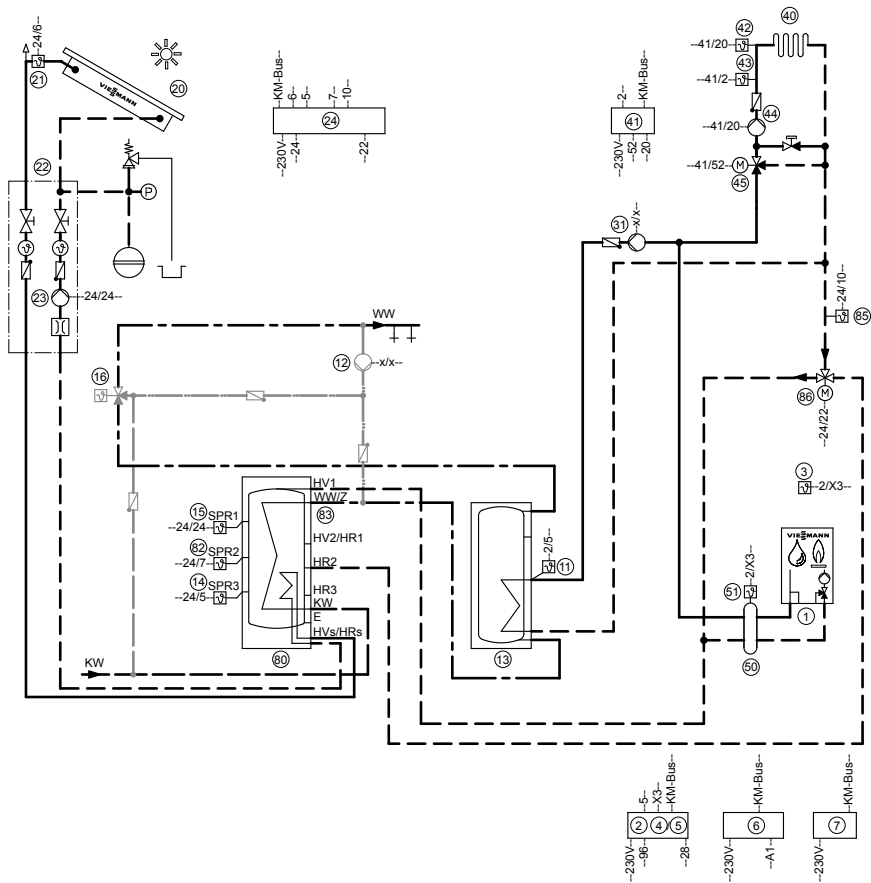 --24/6--
21
VIESMANN
20
--KM-Bus--
--6--
--5--
--7--
--10--
24
--230V--
--24
--22--
--2--
--KM-Bus--
41
--230V--
--52--
--20--
42
40
--41/20--
43
--41/2--
44
--41/20--
--41/52--
M
45
22
P
31
--x/x--
23
---24/24--
WW
12
--x/x--
--24/10--
85
16
86
M
--24/22--
3
--2/X3--
HV1
WW/Z
15
SPR1
83
--24/24--
HV2/HR1
82
SPR2
--24/7--
HR2
14
SPR3
--24/5--
HR3
KW
E
HVs/HRs
80
KW
--2/5--
11
13
VIESMANN
--2/X3--
51
1
50
--5--
--X3--
--KM-Bus--
2
4
5
--230V--
--96--
--28--
--KM-Bus--
6
--230V--
--A1--
--KM-Bus--
7
--230V--